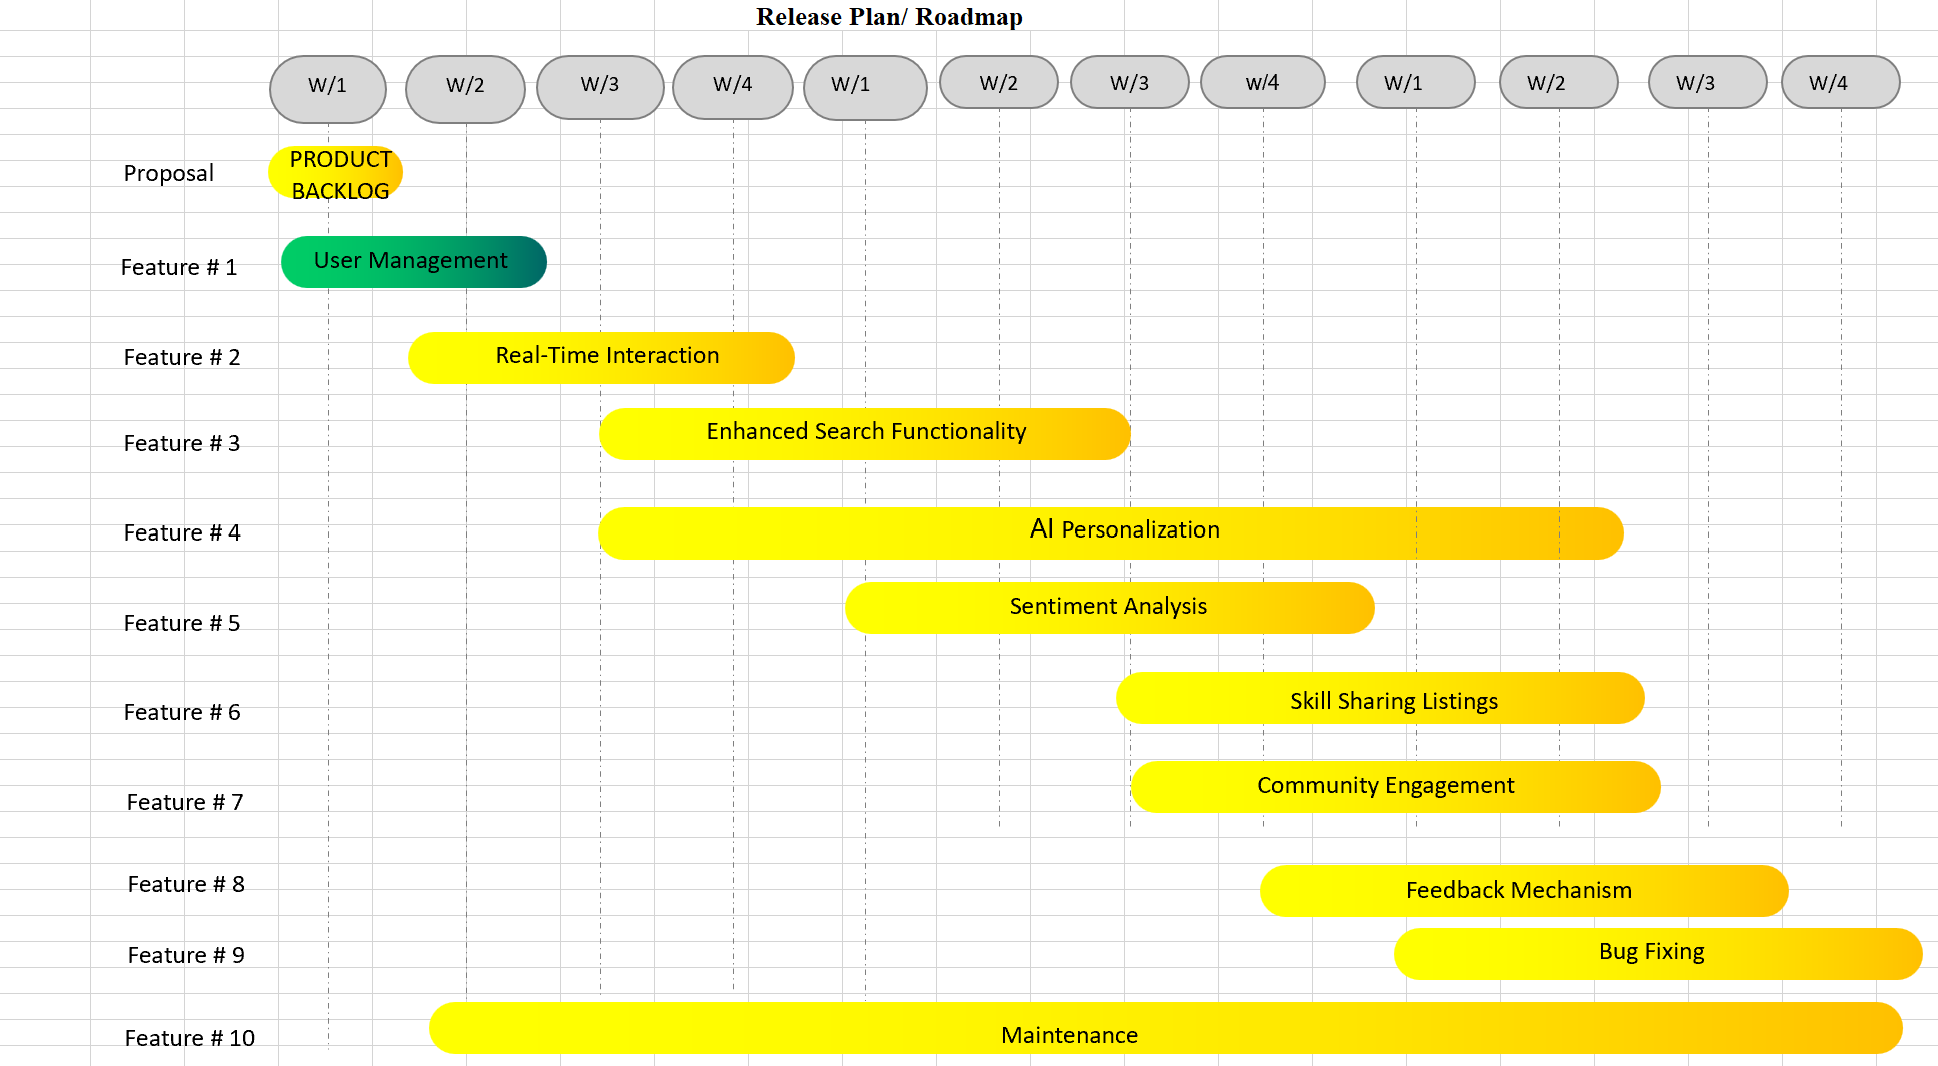 Release Plan/ Roadmap
W/1 W/2 W/3 W/4 W/1 W/2 W/3 w/4 W/1 W/2 W/3 W/4
Proposal
PRODUCT
BACKLOG
Feature # 1
User Management
Feature # 2
Real-Time Interaction
Feature # 3
Enhanced Search Functionality
Feature # 4
AI Personalization
Feature # 5
Sentiment Analysis
Feature # 6
Skill Sharing Listings
Feature # 7
Community Engagement
Feature # 8
Feedback Mechanism
Feature # 9
Bug Fixing
Feature # 10
Maintenance